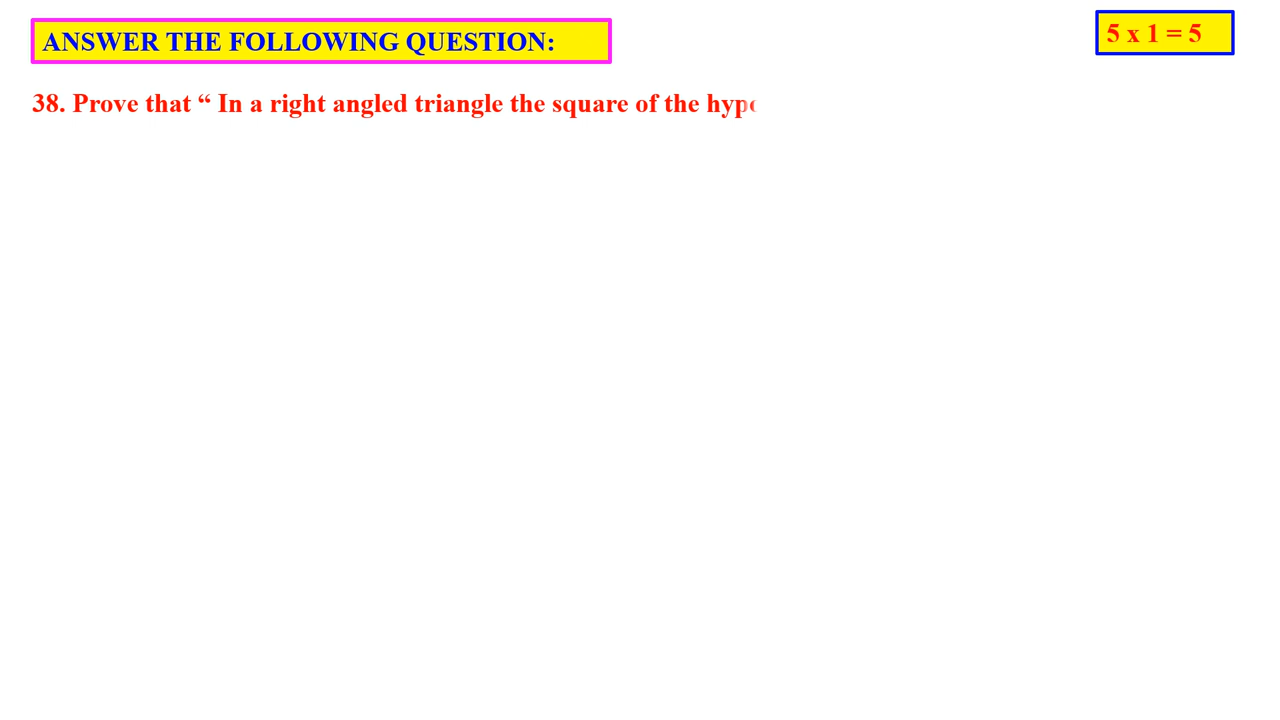 ANSWER THE FOLLOWING QUESTION:
5 x 1 = 5
38. Prove that “ In a right angled triangle the square of the